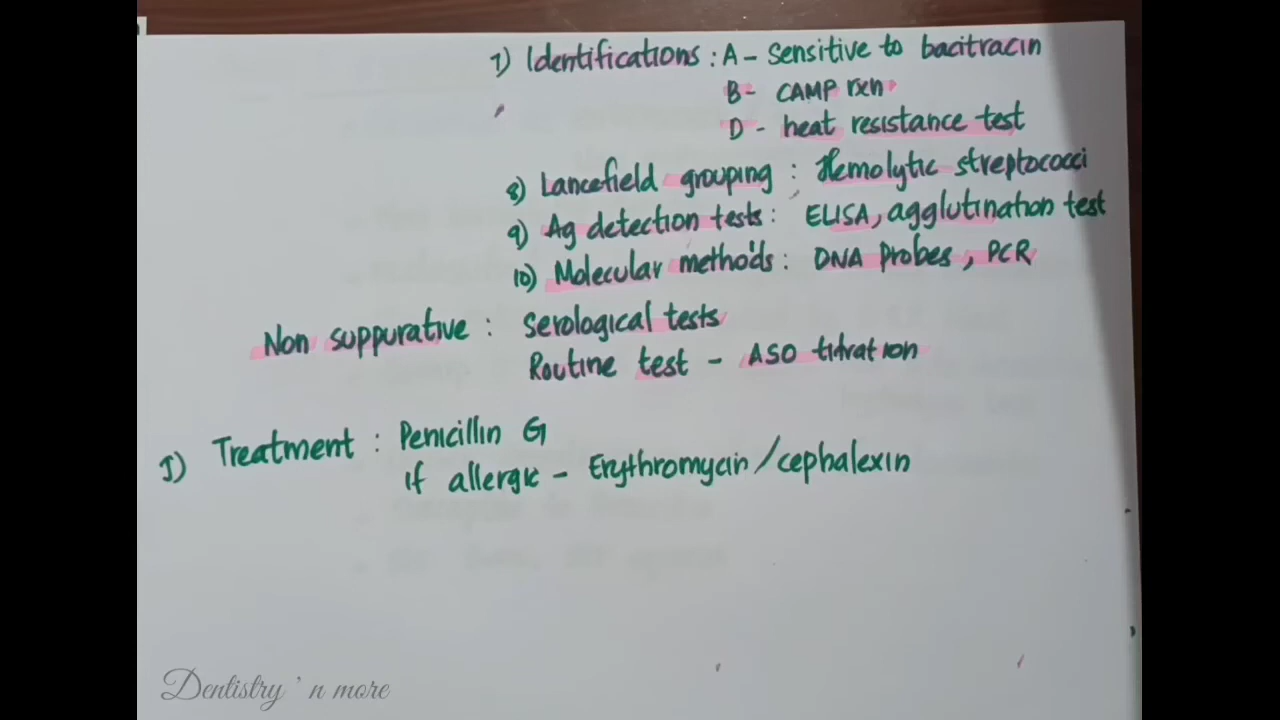 7) Identifications : A - Sensitive to bacitracin
B - CAMP rxn
D - heat resistance test
8) Lancefield grouping : Hemolytic streptococci
9) Ag detection tests : ELISA, agglutination test
10) Molecular methods : DNA probes, PCR
Non suppurative : Serological tests
Routine test - ASO titration
J) Treatment : Penicillin G
If allergic - Erythromycin/cephalexin
Dentistry 'n more